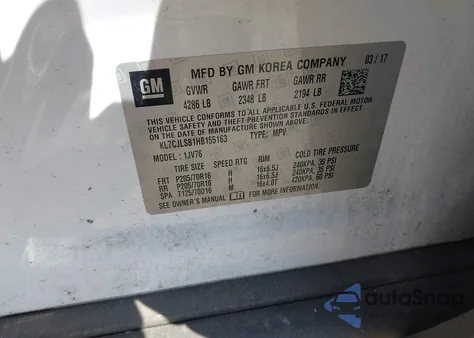 GM
MFD BY GM KOREA COMPANY 03/17
GVWR GAWR FRT GAWR RR
4286 LB 2348 LB 2194 LB
THIS VEHICLE CONFORMS TO ALL APPLICABLE U.S. FEDERAL MOTOR
VEHICLE SAFETY, BUMPER, AND THEFT PREVENTION STANDARDS IN EFFECT ON THE
DATE OF MANUFACTURE SHOWN ABOVE.
KL7CJLSB1HB155163 TYPE: MPV
MODEL: 1JV76
TIRE SIZE SPEED RTG RIM COLD TIRE PRESSURE
FRT P205/70R16 H 16x6.5J 240KPA, 35 PSI
RR P205/70R16 H 16x6.5J 240KPA, 35 PSI
SPA T125/70D16 M 16x4.0T 420KPA, 60 PSI
SEE OWNER'S MANUAL FOR MORE INFORMATION.
autoSnap